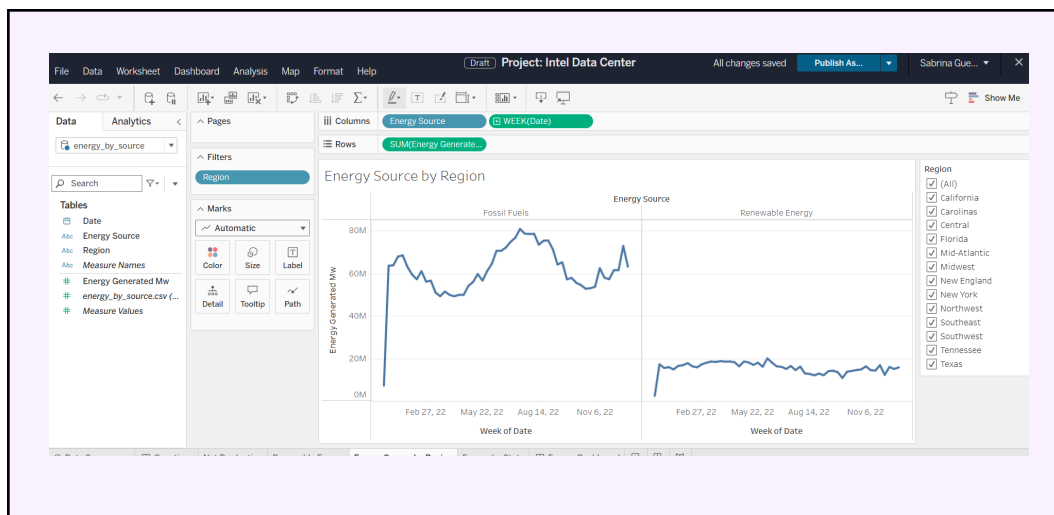 Draft Project: Intel Data Center
All changes saved
Publish As...
Sabrina Gue...
File Data Worksheet Dashboard Analysis Map Format Help
Show Me
Data Analytics
energy_by_source
Search
Tables
Date
Abc Energy Source
Abc Region
Abc Measure Names
# Energy Generated Mw
# energy_by_source.csv (...
# Measure Values
Pages
Filters
Region
Marks
Automatic
Color Size Label
Detail Tooltip Path
Columns Energy Source WEEK(Date)
Rows SUM(Energy Generate...
Energy Source by Region
Energy Source
Fossil Fuels Renewable Energy
Energy Generated Mw
80M
60M
40M
20M
0M
Feb 27, 22 May 22, 22 Aug 14, 22 Nov 6, 22 Feb 27, 22 May 22, 22 Aug 14, 22 Nov 6, 22
Week of Date Week of Date
Region
(All)
California
Carolinas
Central
Florida
Mid-Atlantic
Midwest
New England
New York
Northwest
Southeast
Southwest
Tennessee
Texas